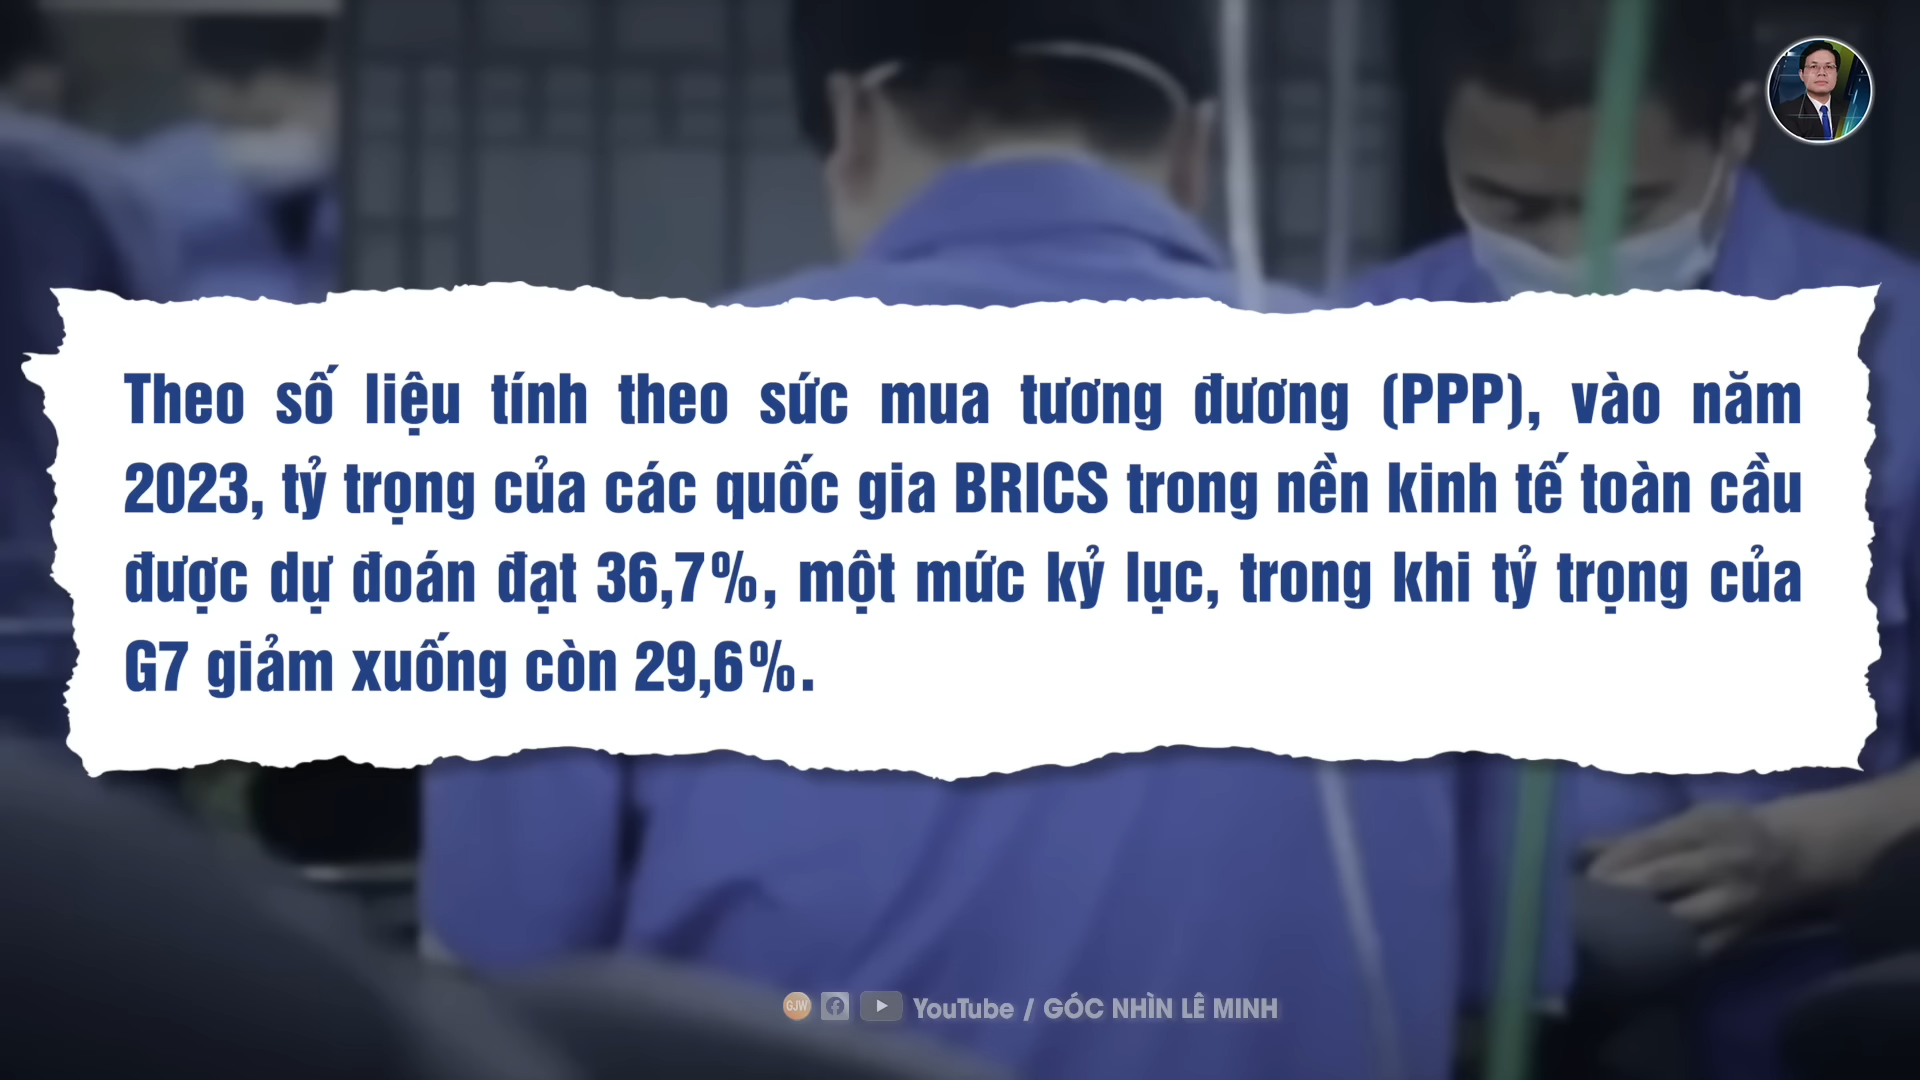 Theo số liệu tính theo sức mua tương đương (PPP), vào năm
2023, tỷ trọng của các quốc gia BRICS trong nền kinh tế toàn cầu
được dự đoán đạt 36,7%, một mức kỷ lục, trong khi tỷ trọng của
G7 giảm xuống còn 29,6%.
GJW YouTube / GÓC NHÌN LÊ MINH